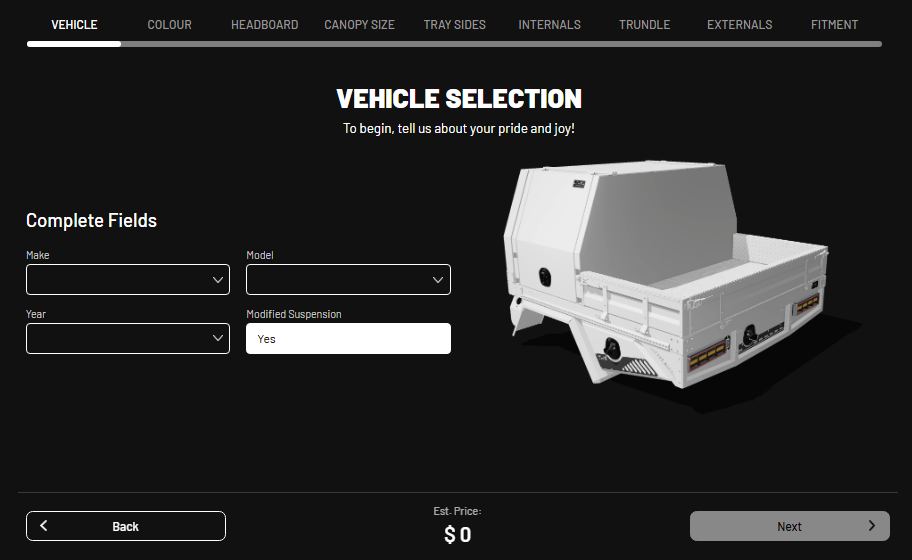 VEHICLE
COLOUR
HEADBOARD
CANOPY SIZE
TRAY SIDES
INTERNALS
TRUNDLE
EXTERNALS
FITMENT
VEHICLE SELECTION
To begin, tell us about your pride and joy!
Complete Fields
Make
Model
Year
Modified Suspension
Yes
Back
Est. Price:
$ 0
Next